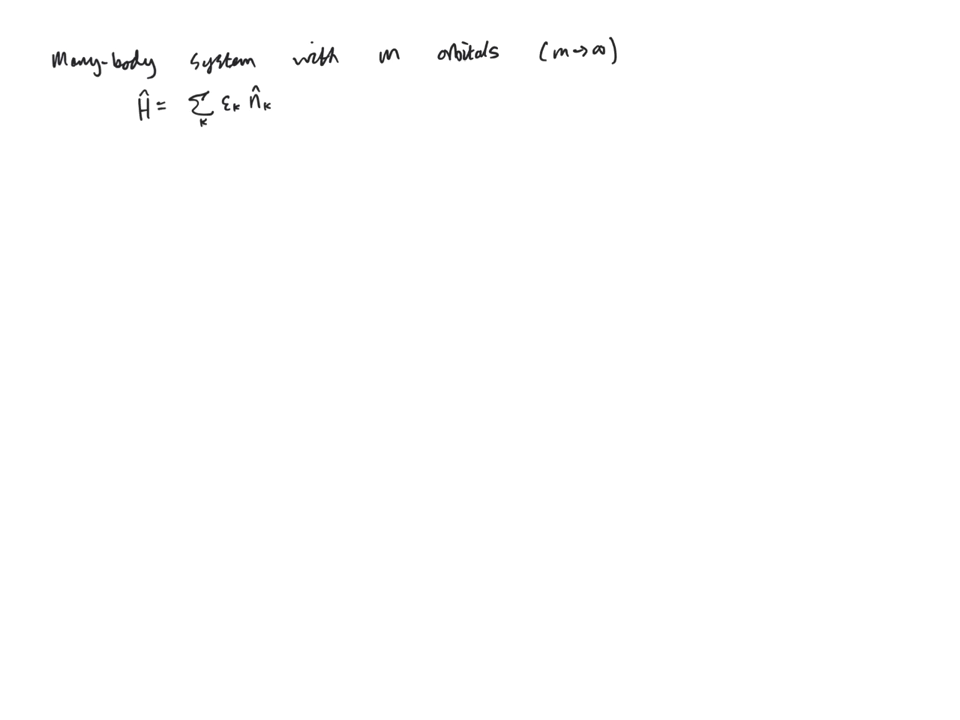 Many-body system with m orbitals (m→∞)
Ĥ = Σ_k ε_k n̂_k